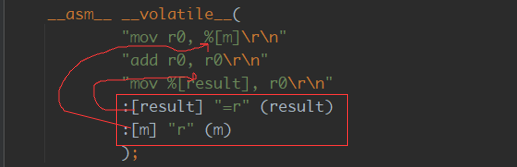 __asm__ __volatile__(
"mov r0, %[m]\r\n"
"add r0, r0\r\n"
"mov %[result], r0\r\n"
:[result] "=r" (result)
:[m] "r" (m)
);